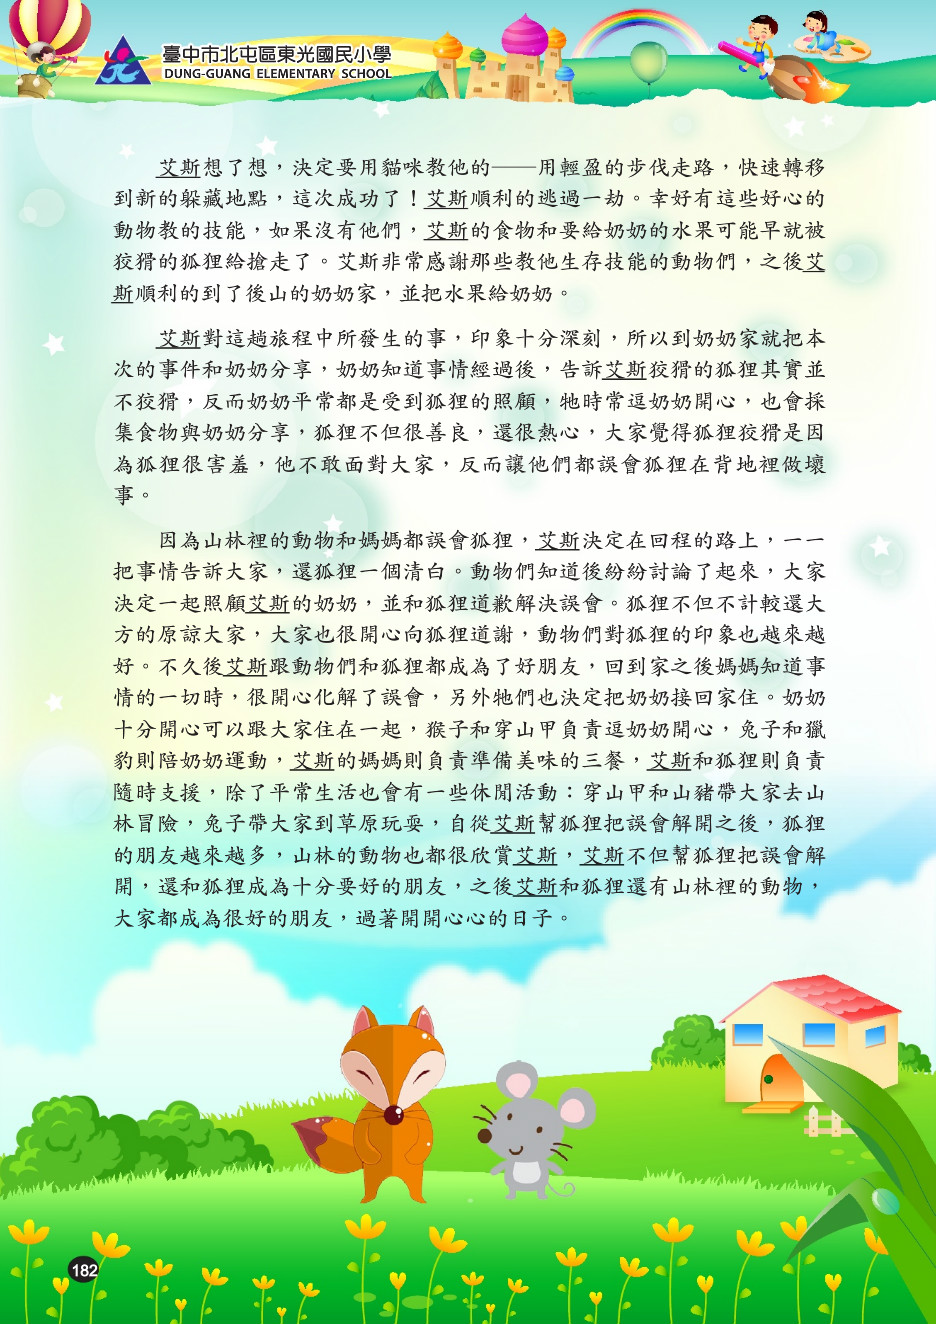 臺中市北屯區東光國民小學
DUNG-GUANG ELEMENTARY SCHOOL
艾斯想了想，決定要用貓咪教他的──用輕盈的步伐走路，快速轉移
到新的躲藏地點，這次成功了！艾斯順利的逃過一劫。幸好有這些好心的
動物教的技能，如果沒有他們，艾斯的食物和要給奶奶的水果可能早就被
狡猾的狐狸給搶走了。艾斯非常感謝那些教他生存技能的動物們，之後艾
斯順利的到了後山的奶奶家，並把水果給奶奶。
艾斯對這趟旅程中所發生的事，印象十分深刻，所以到奶奶家就把本
次的事件和奶奶分享，奶奶知道事情經過後，告訴艾斯狡猾的狐狸其實並
不狡猾，反而奶奶平常都是受到狐狸的照顧，牠時常逗奶奶開心，也會採
集食物與奶奶分享，狐狸不但很善良，還很熱心，大家覺得狐狸狡猾是因
為狐狸很害羞，他不敢面對大家，反而讓他們都誤會狐狸在背地裡做壞
事。
因為山林裡的動物和媽媽都誤會狐狸，艾斯決定在回程的路上，一一
把事情告訴大家，還狐狸一個清白。動物們知道後紛紛討論了起來，大家
決定一起照顧艾斯的奶奶，並和狐狸道歉解決誤會。狐狸不但不計較還大
方的原諒大家，大家也很開心向狐狸道謝，動物們對狐狸的印象也越來越
好。不久後艾斯跟動物們和狐狸都成為了好朋友，回到家之後媽媽知道事
情的一切時，很開心化解了誤會，另外牠們也決定把奶奶接回家住。奶奶
十分開心可以跟大家住在一起，猴子和穿山甲負責逗奶奶開心，兔子和獵
豹則陪奶奶運動，艾斯的媽媽則負責準備美味的三餐，艾斯和狐狸則負責
隨時支援，除了平常生活也會有一些休閒活動：穿山甲和山豬帶大家去山
林冒險，兔子帶大家到草原玩耍，自從艾斯幫狐狸把誤會解開之後，狐狸
的朋友越來越多，山林的動物也都很欣賞艾斯，艾斯不但幫狐狸把誤會解
開，還和狐狸成為十分要好的朋友，之後艾斯和狐狸還有山林裡的動物，
大家都成為很好的朋友，過著開開心心的日子。
182